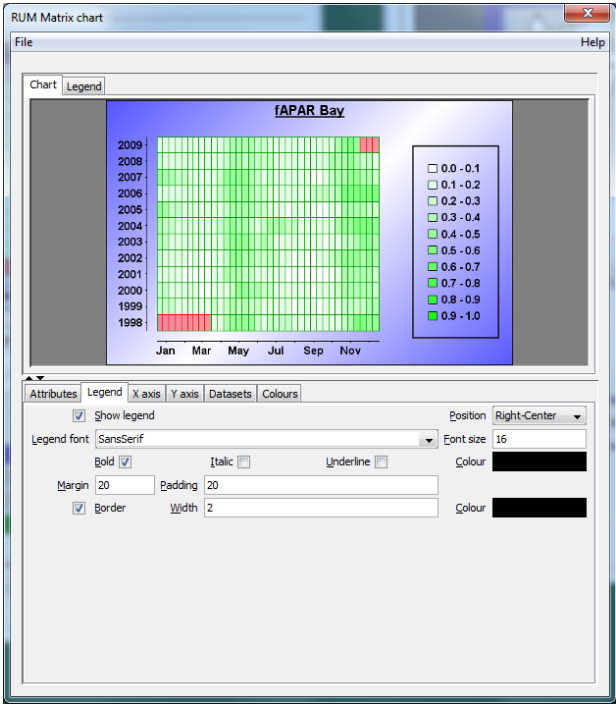 RUM Matrix chart
File Help
Chart Legend
fAPAR Bay
2009
2008
2007
2006
2005
2004
2003
2002
2001
2000
1999
1998
Jan Mar May Jul Sep Nov
0.0 - 0.1
0.1 - 0.2
0.2 - 0.3
0.3 - 0.4
0.4 - 0.5
0.5 - 0.6
0.6 - 0.7
0.7 - 0.8
0.8 - 0.9
0.9 - 1.0
Attributes Legend X axis Y axis Datasets Colours
Show legend Position Right-Center
Legend font SansSerif Font size 16
Bold Italic Underline Colour
Margin 20 Padding 20
Border Width 2 Colour